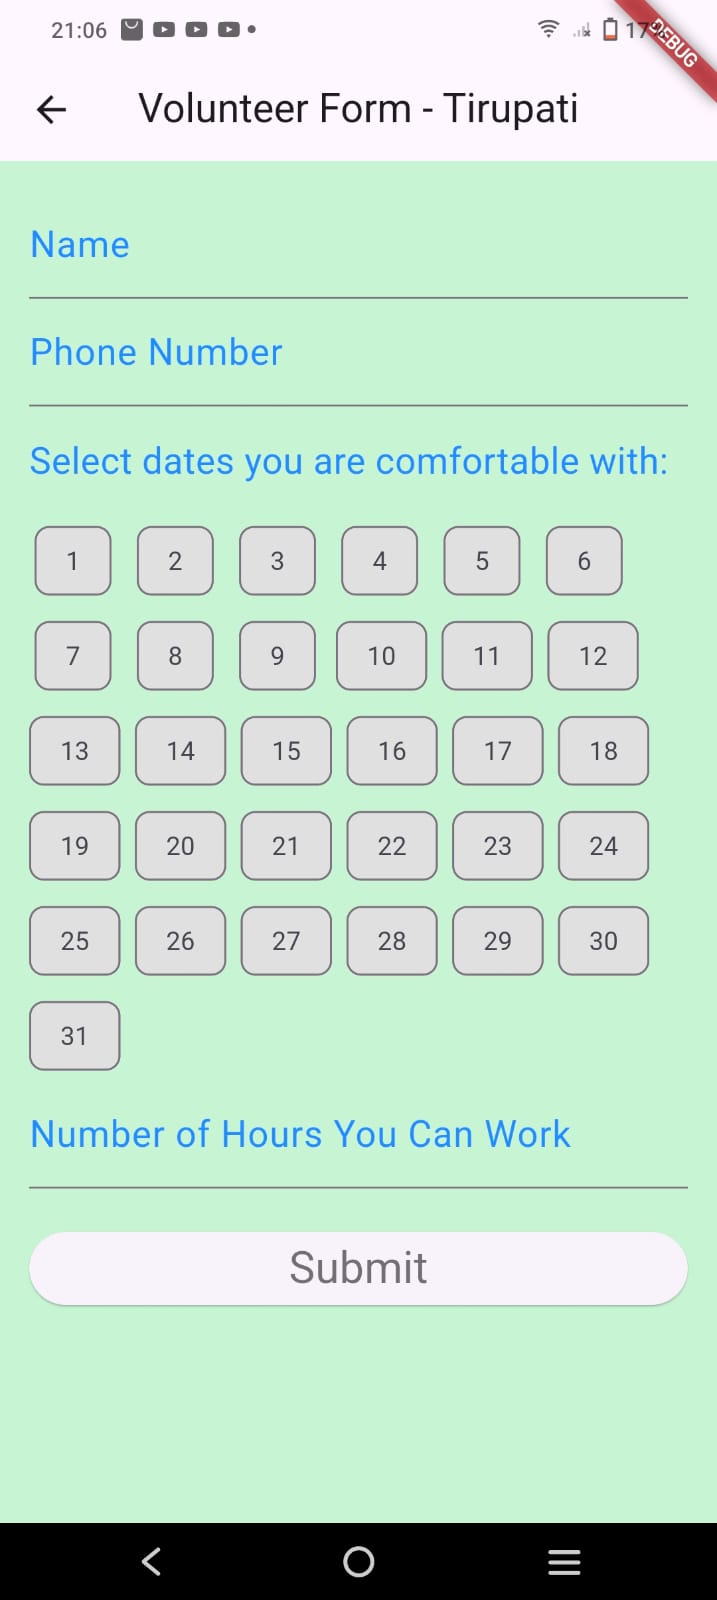 21:06 17%
DEBUG
Volunteer Form - Tirupati
Name
Phone Number
Select dates you are comfortable with:
1 2 3 4 5 6
7 8 9 10 11 12
13 14 15 16 17 18
19 20 21 22 23 24
25 26 27 28 29 30
31
Number of Hours You Can Work
Submit